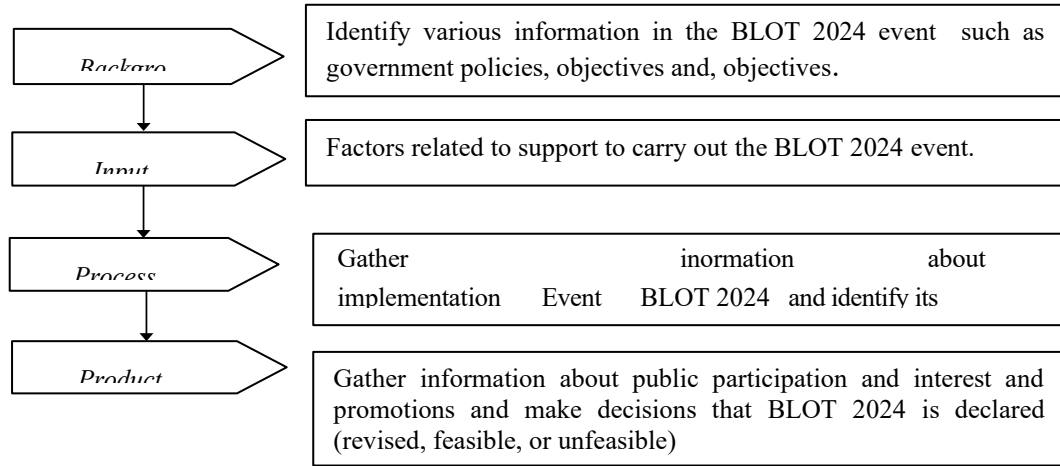 Backgro
Identify various information in the BLOT 2024 event such as
government policies, objectives and, objectives.
Input
Factors related to support to carry out the BLOT 2024 event.
Process
Gather inormation about
implementation Event BLOT 2024 and identify its
Product
Gather information about public participation and interest and
promotions and make decisions that BLOT 2024 is declared
(revised, feasible, or unfeasible)